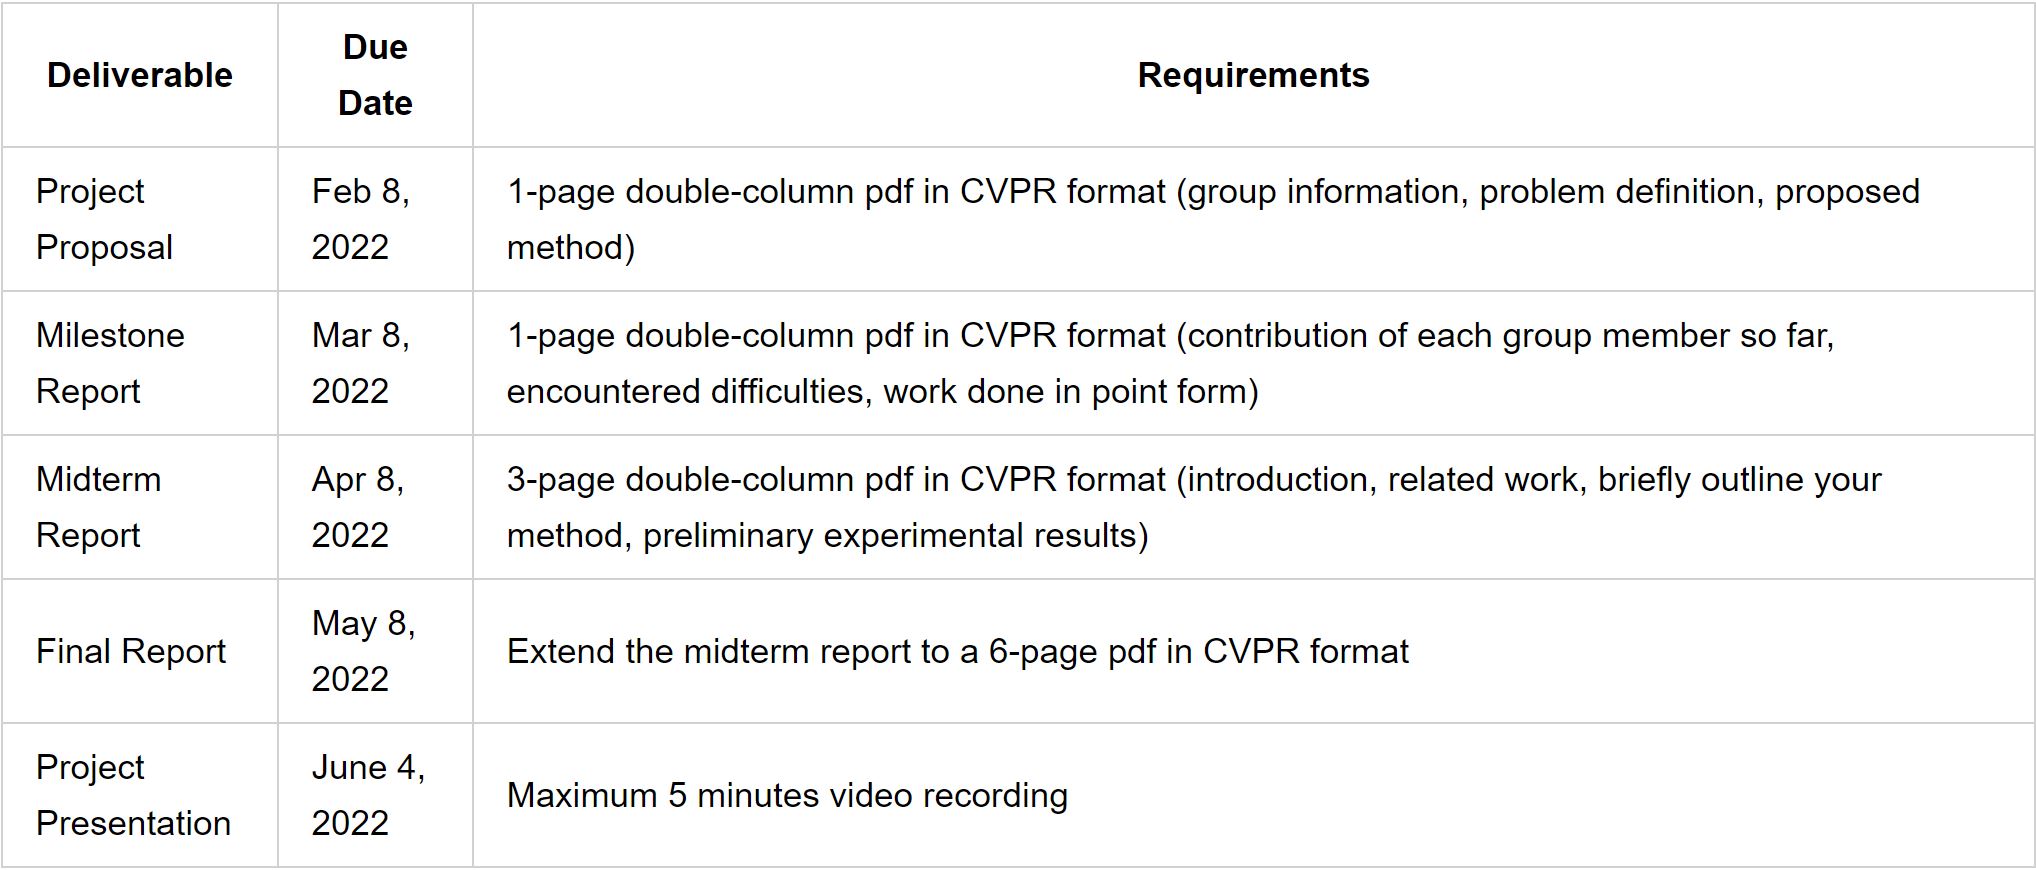 Deliverable
Due
Date
Requirements
Project
Proposal
Feb 8,
2022
1-page double-column pdf in CVPR format (group information, problem definition, proposed
method)
Milestone
Report
Mar 8,
2022
1-page double-column pdf in CVPR format (contribution of each group member so far,
encountered difficulties, work done in point form)
Midterm
Report
Apr 8,
2022
3-page double-column pdf in CVPR format (introduction, related work, briefly outline your
method, preliminary experimental results)
Final Report
May 8,
2022
Extend the midterm report to a 6-page pdf in CVPR format
Project
Presentation
June 4,
2022
Maximum 5 minutes video recording